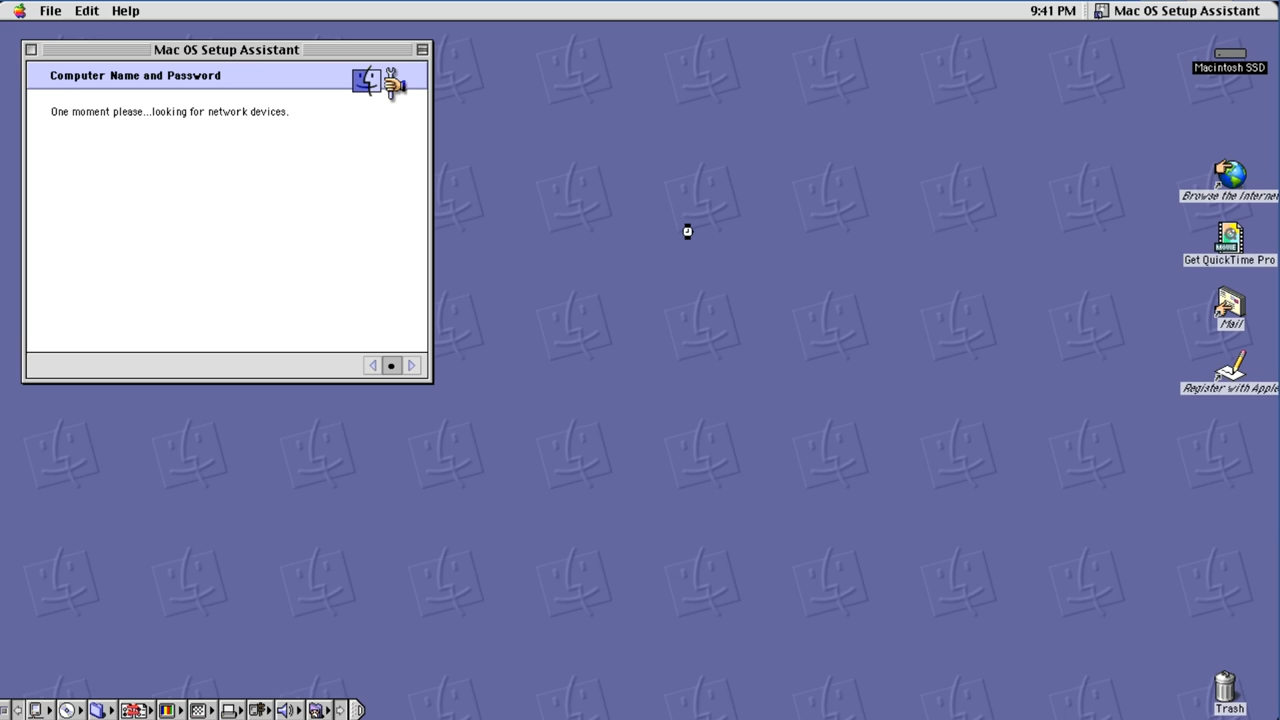 File Edit Help
9:41 PM Mac OS Setup Assistant
Mac OS Setup Assistant
Computer Name and Password
One moment please...looking for network devices.
Macintosh SSD
Browse the Internet
MOVIE
Get QuickTime Pro
Mail
Register with Apple
Trash